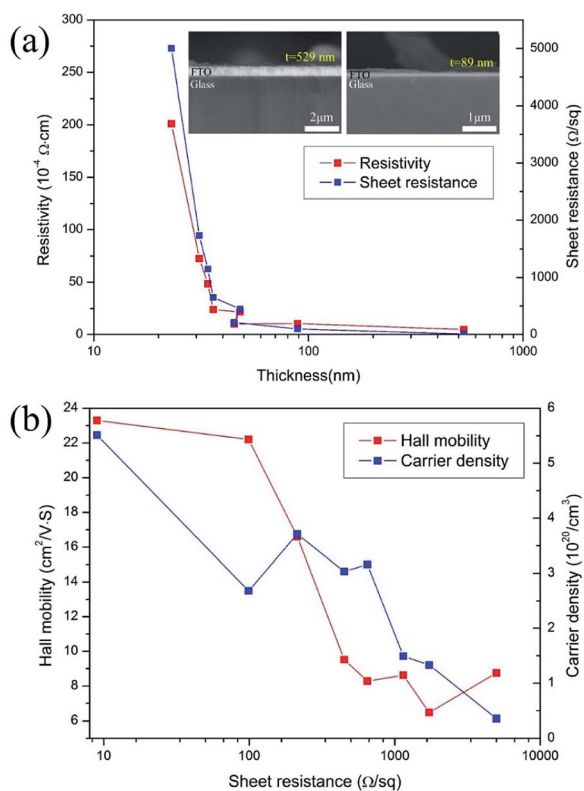 (a)
300
250
200
150
100
50
0
Resistivity (10⁻⁴ Ω·cm)
t=529 nm
FTO
Glass
2μm
t=89 nm
FTO
Glass
1μm
Resistivity
Sheet resistance
5000
4000
3000
2000
1000
0
Sheet resistance (Ω/sq)
10
100
1000
Thickness(nm)
(b)
24
22
20
18
16
14
12
10
8
6
Hall mobility (cm²/V·S)
Hall mobility
Carrier density
6
5
4
3
2
1
0
Carrier density (10²⁰/cm³)
10
100
1000
10000
Sheet resistance (Ω/sq)